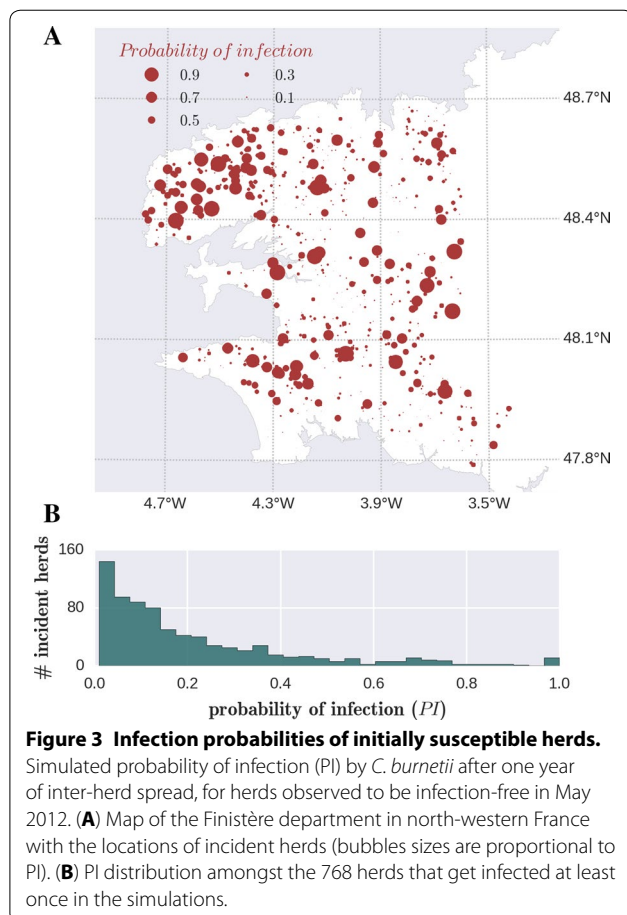 A
Probability of infection
0.9 0.3
0.7 0.1
0.5
48.7°N
48.4°N
48.1°N
47.8°N
4.7°W 4.3°W 3.9°W 3.5°W
B
# incident herds
160
80
0
0.0 0.2 0.4 0.6 0.8 1.0
probability of infection (PI)
Figure 3 Infection probabilities of initially susceptible herds.
Simulated probability of infection (PI) by C. burnetii after one year
of inter-herd spread, for herds observed to be infection-free in May
2012. (A) Map of the Finistère department in north-western France
with the locations of incident herds (bubbles sizes are proportional to
PI). (B) PI distribution amongst the 768 herds that get infected at least
once in the simulations.